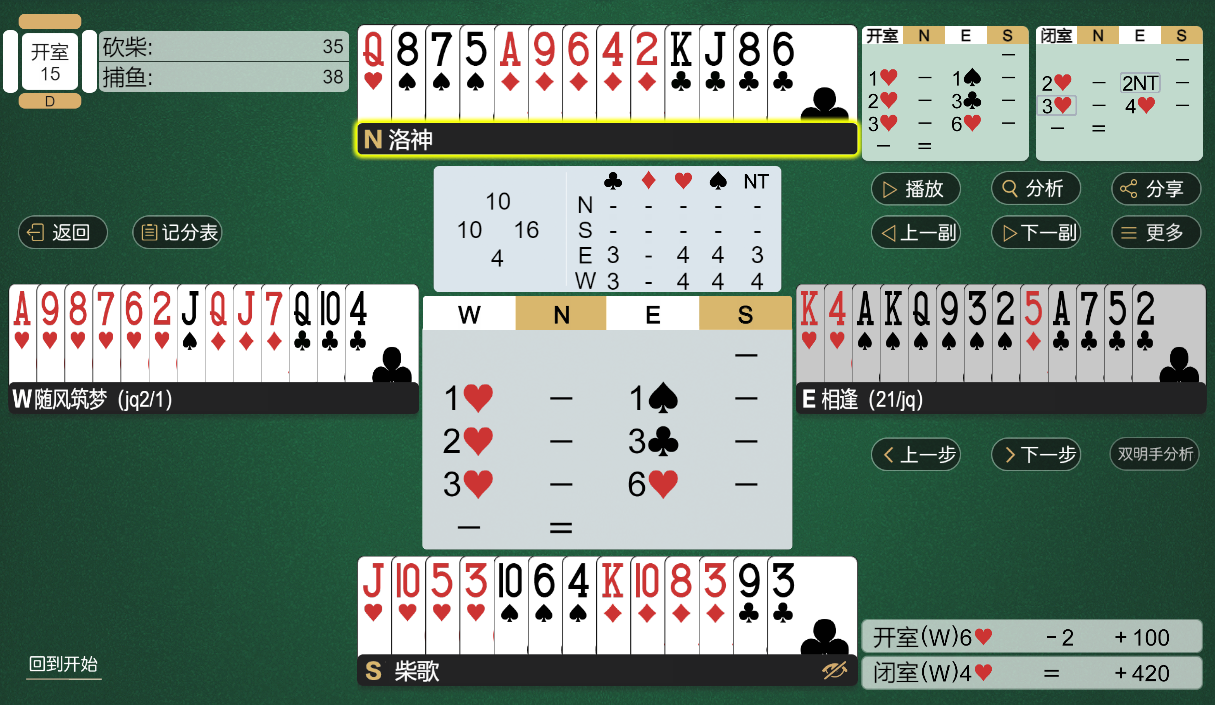 开室
15
D
砍柴: 35
捕鱼: 38
Q♥ 8♠ 7♠ 5♠ A♦ 9♦ 6♦ 4♦ 2♦ K♣ J♣ 8♣ 6♣
N 洛神
开室 N E S
–
1♥ – 1♠ –
2♥ – 3♣ –
3♥ – 6♥ –
– =
闭室 N E S
–
2♥ – 2NT –
3♥ – 4♥ –
– =
播放
分析
分享
上一副
下一副
更多
返回
记分表
10
10 16
4
♣ ♦ ♥ ♠ NT
N - - - - -
S - - - - -
E 3 - 4 4 3
W 3 - 4 4 4
A♥ 9♥ 8♥ 7♥ 6♥ 2♥ J♠ Q♦ J♦ 7♦ Q♣ 10♣ 4♣
W 随风筑梦 (jq2/1)
W N E S
–
1♥ – 1♠ –
2♥ – 3♣ –
3♥ – 6♥ –
– =
K♥ 4♥ A♠ K♠ Q♠ 9♠ 3♠ 2♠ 5♦ A♣ 7♣ 5♣ 2♣
E 相逢 (21/jq)
上一步
下一步
双明手分析
J♥ 10♥ 5♥ 3♥ 10♠ 6♠ 4♠ K♦ 10♦ 8♦ 3♦ 9♣ 3♣
S 柴歌
回到开始
开室(W)6♥ -2 +100
闭室(W)4♥ = +420